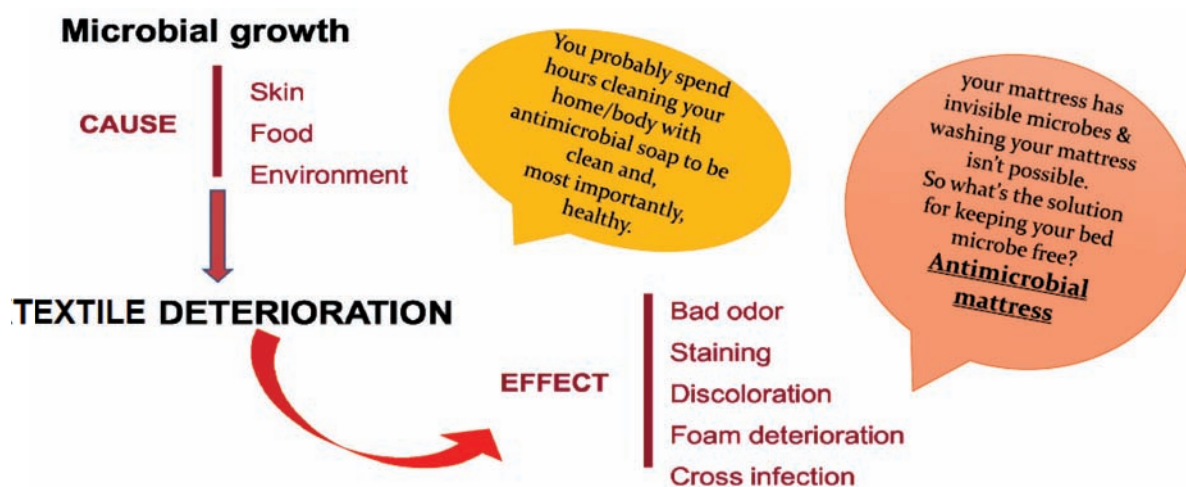 Microbial growth
CAUSE
Skin
Food
Environment
.TEXTILE DETERIORATION
EFFECT
Bad odor
Staining
Discoloration
Foam deterioration
Cross infection
You probably spend
hours cleaning your
home/body with
antimicrobial soap to be
clean and,
most importantly,
healthy.
your mattress has
invisible microbes &
washing your mattress
isn't possible.
So what's the solution
for keeping your bed
microbe free?
Antimicrobial
mattress